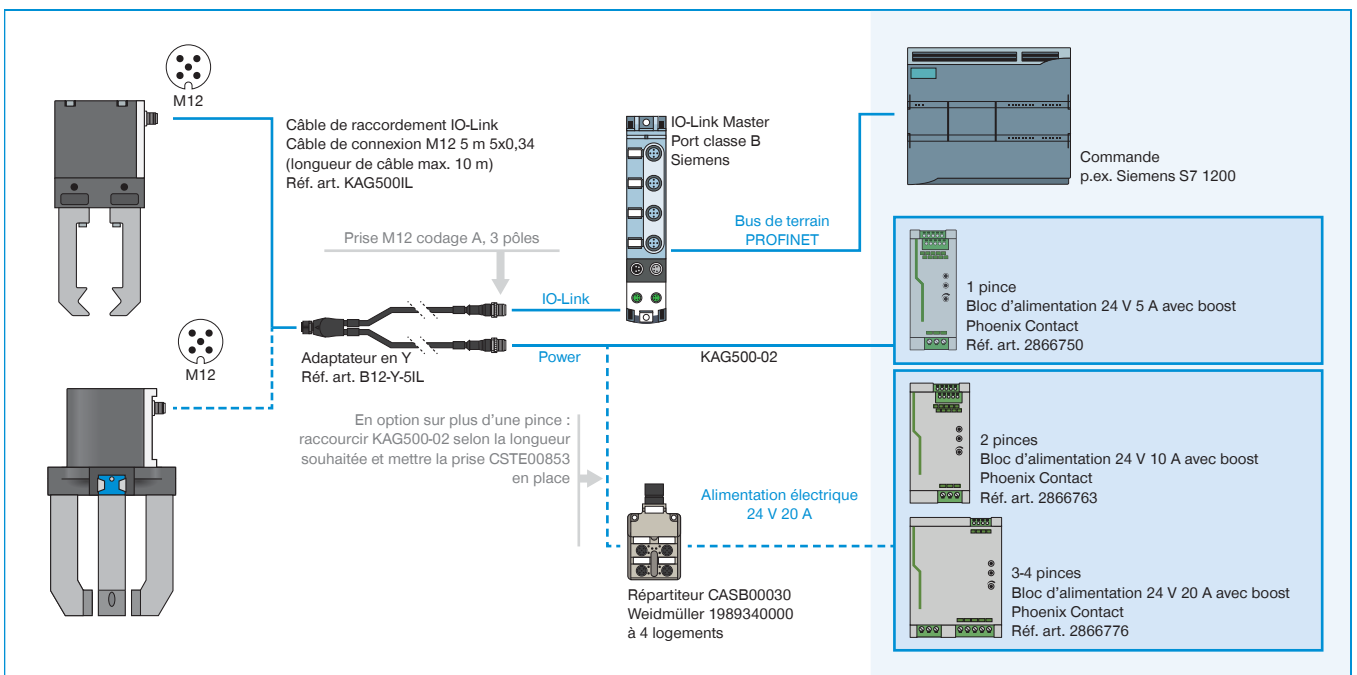 M12
Câble de raccordement IO-Link
Câble de connexion M12 5 m 5x0,34
(longueur de câble max. 10 m)
Réf. art. KAG500IL
IO-Link Master
Port classe B
Siemens
Commande
p.ex. Siemens S7 1200
Prise M12 codage A, 3 pôles
Bus de terrain
PROFINET
IO-Link
1 pince
Bloc d’alimentation 24 V 5 A avec boost
Phoenix Contact
Réf. art. 2866750
M12
Adaptateur en Y
Réf. art. B12-Y-5IL
Power
KAG500-02
En option sur plus d’une pince :
raccourcir KAG500-02 selon la longueur
souhaitée et mettre la prise CSTE00853
en place
2 pinces
Bloc d’alimentation 24 V 10 A avec boost
Phoenix Contact
Réf. art. 2866763
Alimentation électrique
24 V 20 A
Répartiteur CASB00030
Weidmüller 1989340000
à 4 logements
3-4 pinces
Bloc d’alimentation 24 V 20 A avec boost
Phoenix Contact
Réf. art. 2866776